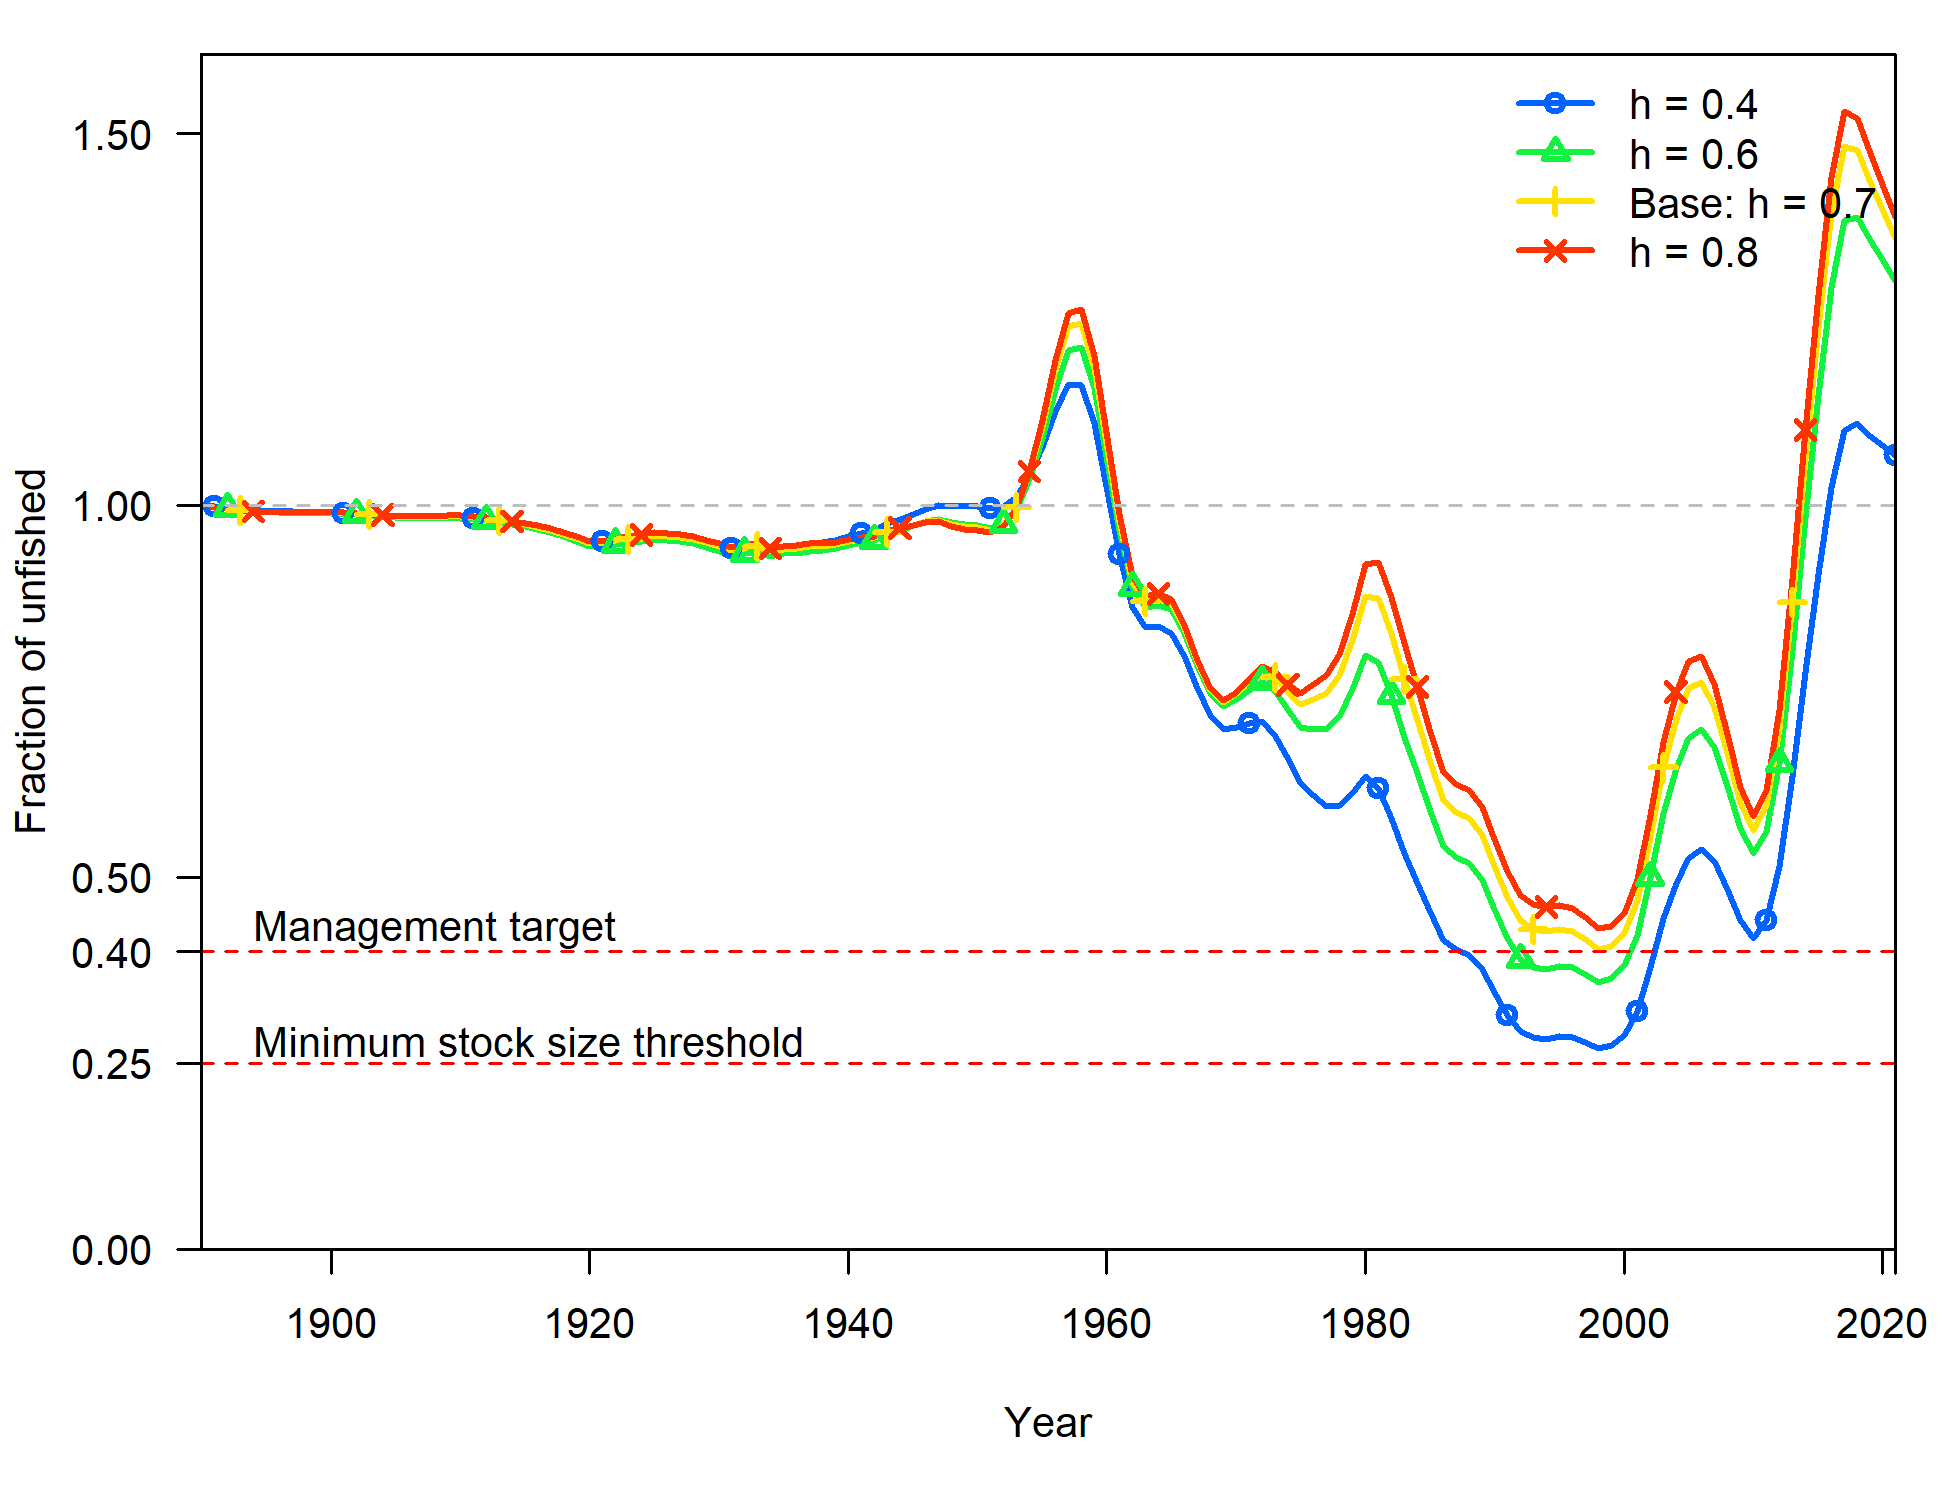 h = 0.4
h = 0.6
Base: h = 0.7
h = 0.8
Fraction of unfished
1.50
1.00
0.50
0.40
0.25
0.00
Management target
Minimum stock size threshold
1900 1920 1940 1960 1980 2000 2020
Year